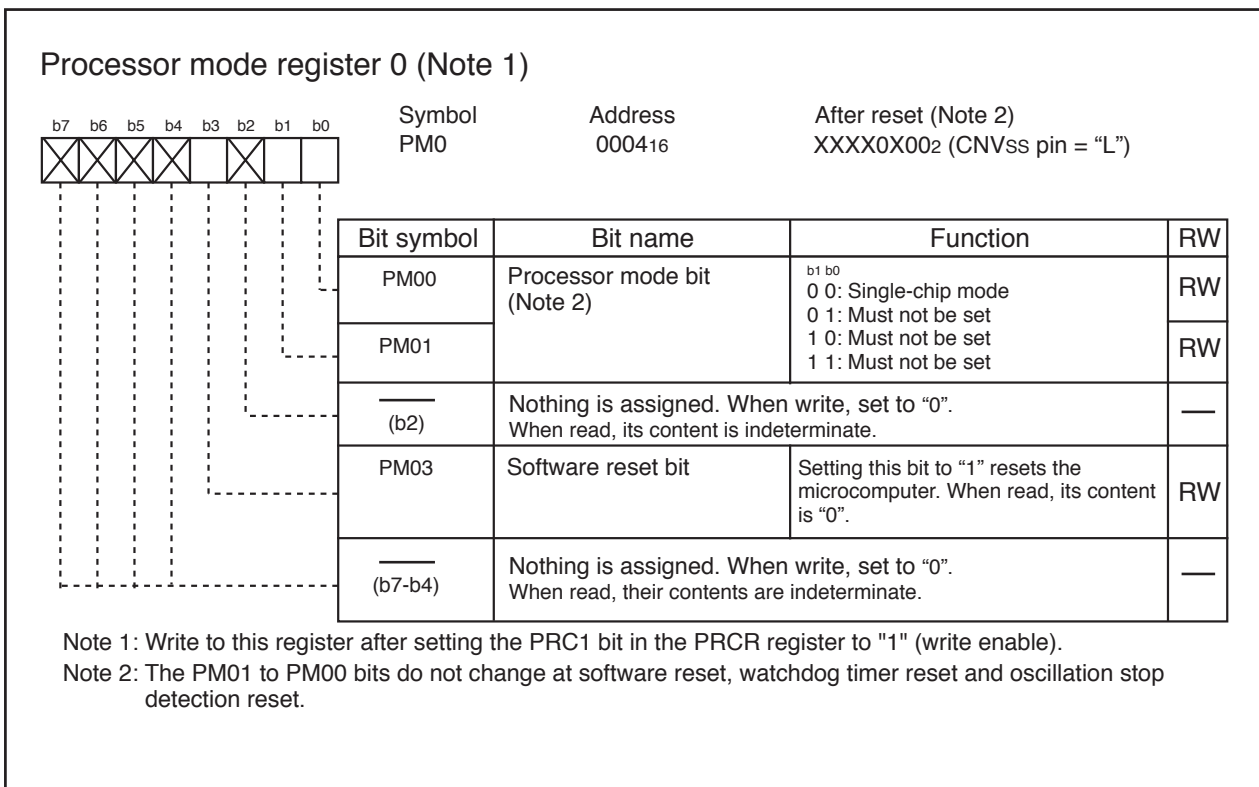 Processor mode register 0 (Note 1)
Symbol Address After reset (Note 2)
b7 b6 b5 b4 b3 b2 b1 b0
PM0 000416 XXXX0X002 (CNVSS pin = “L”)
Bit symbol Bit name Function RW
PM00 Processor mode bit
(Note 2)
b1 b0
0 0: Single-chip mode
0 1: Must not be set
1 0: Must not be set
1 1: Must not be set
RW
PM01 RW
(b2) Nothing is assigned. When write, set to “0”.
When read, its content is indeterminate.
—
PM03 Software reset bit Setting this bit to “1” resets the
microcomputer. When read, its content
is “0”.
RW
(b7-b4) Nothing is assigned. When write, set to “0”.
When read, their contents are indeterminate.
—
Note 1: Write to this register after setting the PRC1 bit in the PRCR register to "1" (write enable).
Note 2: The PM01 to PM00 bits do not change at software reset, watchdog timer reset and oscillation stop
detection reset.